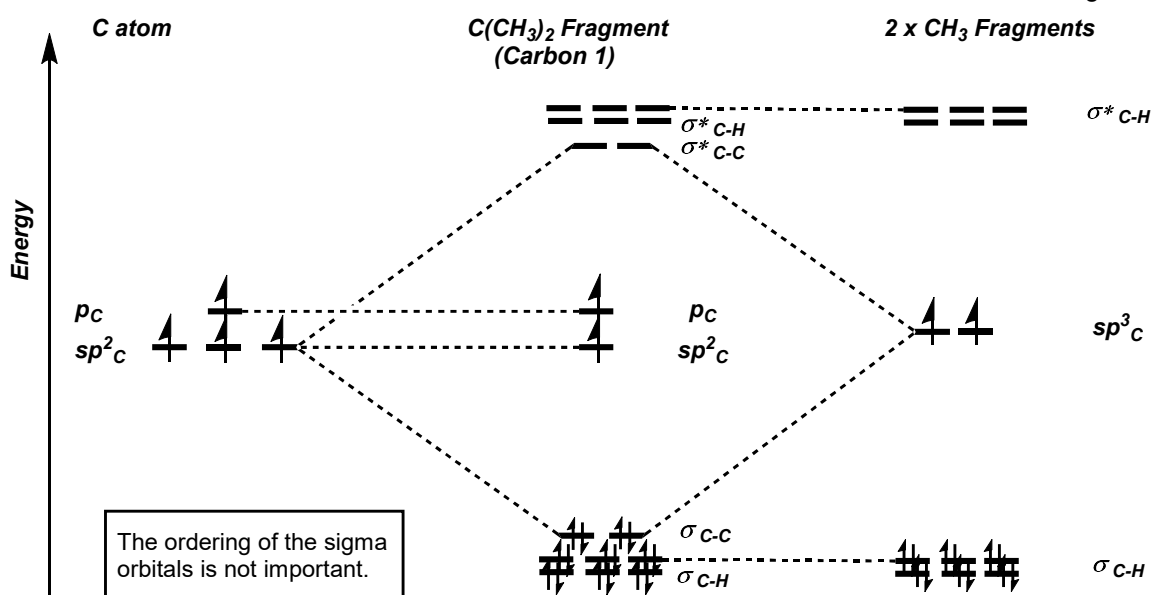 C atom
C(CH3)2 Fragment
(Carbon 1)
2 x CH3 Fragments
Energy
σ* C-H
σ* C-C
σ* C-H
pC
sp2C
pC
sp2C
sp3C
The ordering of the sigma
orbitals is not important.
σ C-C
σ C-H
σ C-H